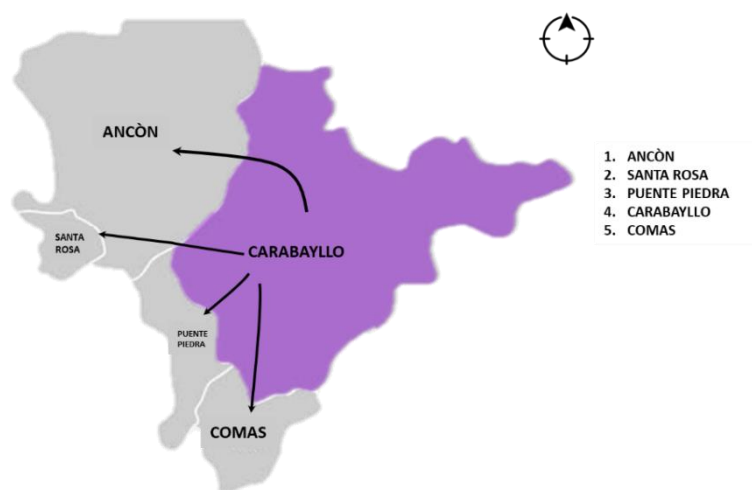 ANCÒN
SANTA
ROSA
CARABAYLLO
PUENTE
PIEDRA
COMAS
1. ANCÒN
2. SANTA ROSA
3. PUENTE PIEDRA
4. CARABAYLLO
5. COMAS